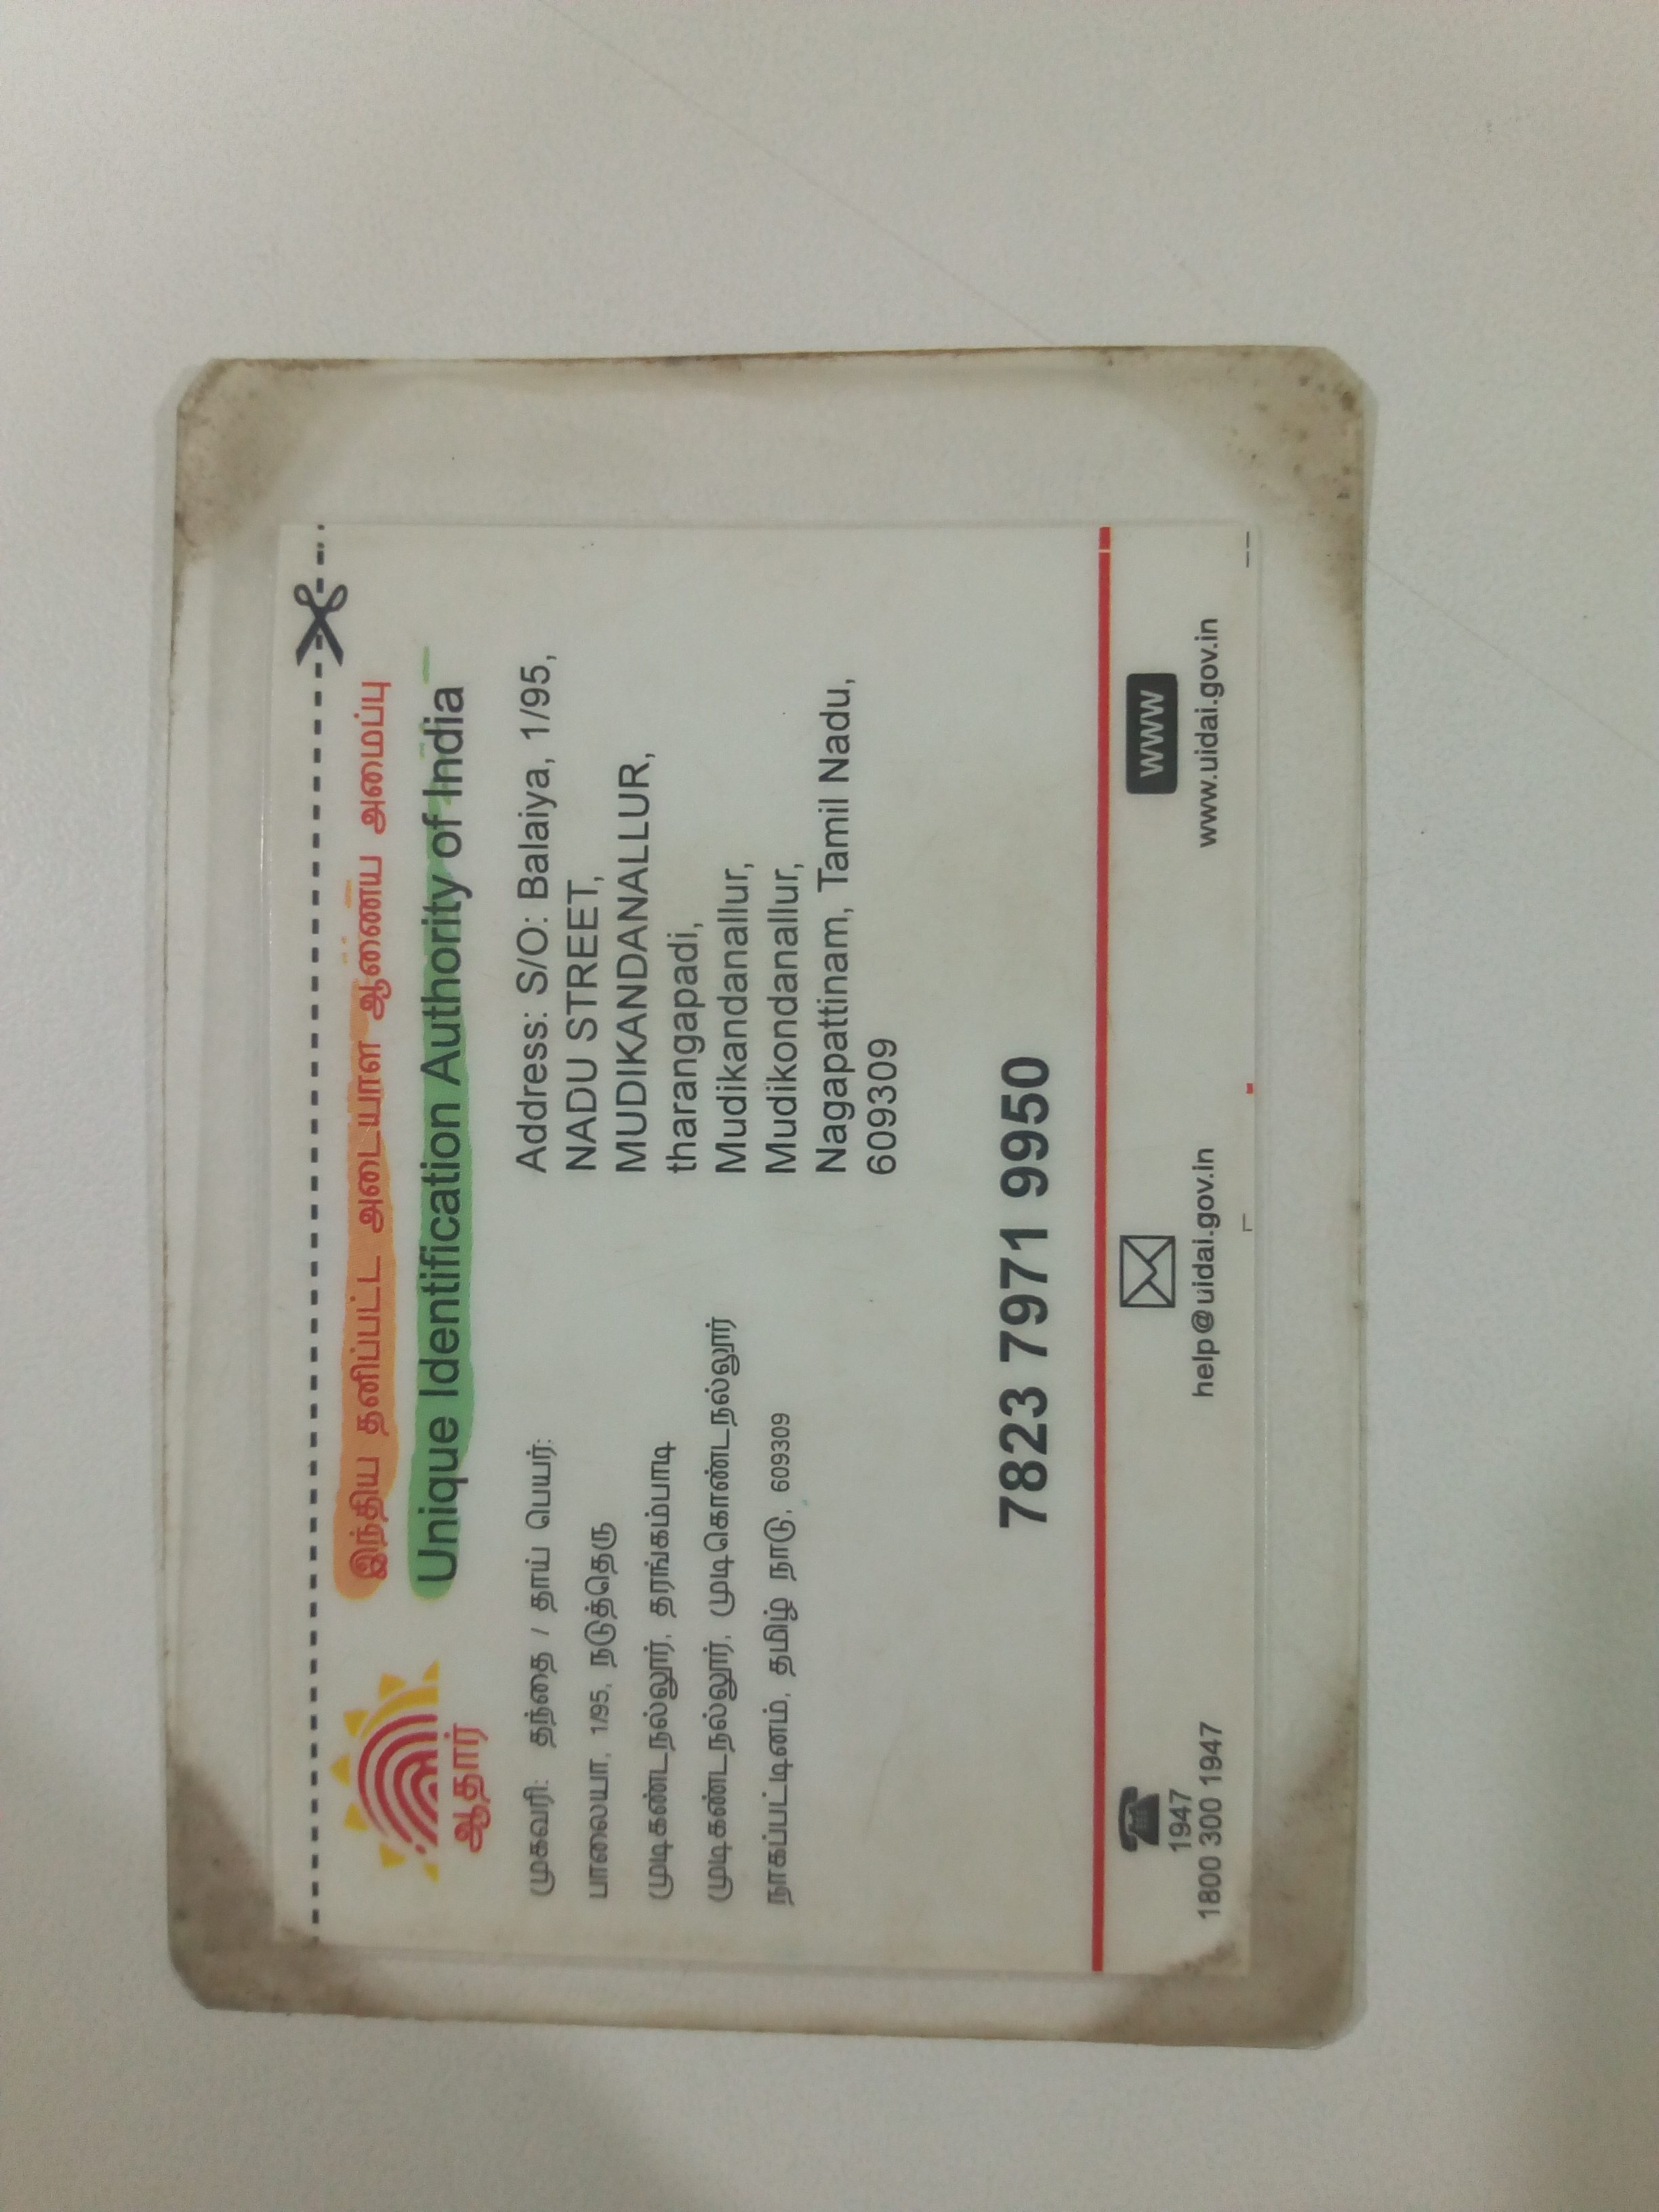 இந்திய தனிப்பட்ட அடையாள ஆணைய அமைப்பு
Unique Identification Authority of India
ஆதார்
முகவரி: தந்தை / தாய் பெயர்:
பாலையா, 1/95, நடுத்தெரு
முடிகண்டநல்லூர், தரங்கம்பாடி
முடிகண்டநல்லூர், முடிகொண்டநல்லூர்
நாகப்பட்டினம், தமிழ் நாடு, 609309
Address: S/O: Balaiya, 1/95,
NADU STREET,
MUDIKANDANALLUR,
tharangapadi,
Mudikandanallur,
Mudikondanallur,
Nagapattinam, Tamil Nadu,
609309
7823 7971 9950
1947
1800 300 1947
help@uidai.gov.in
WWW
www.uidai.gov.in